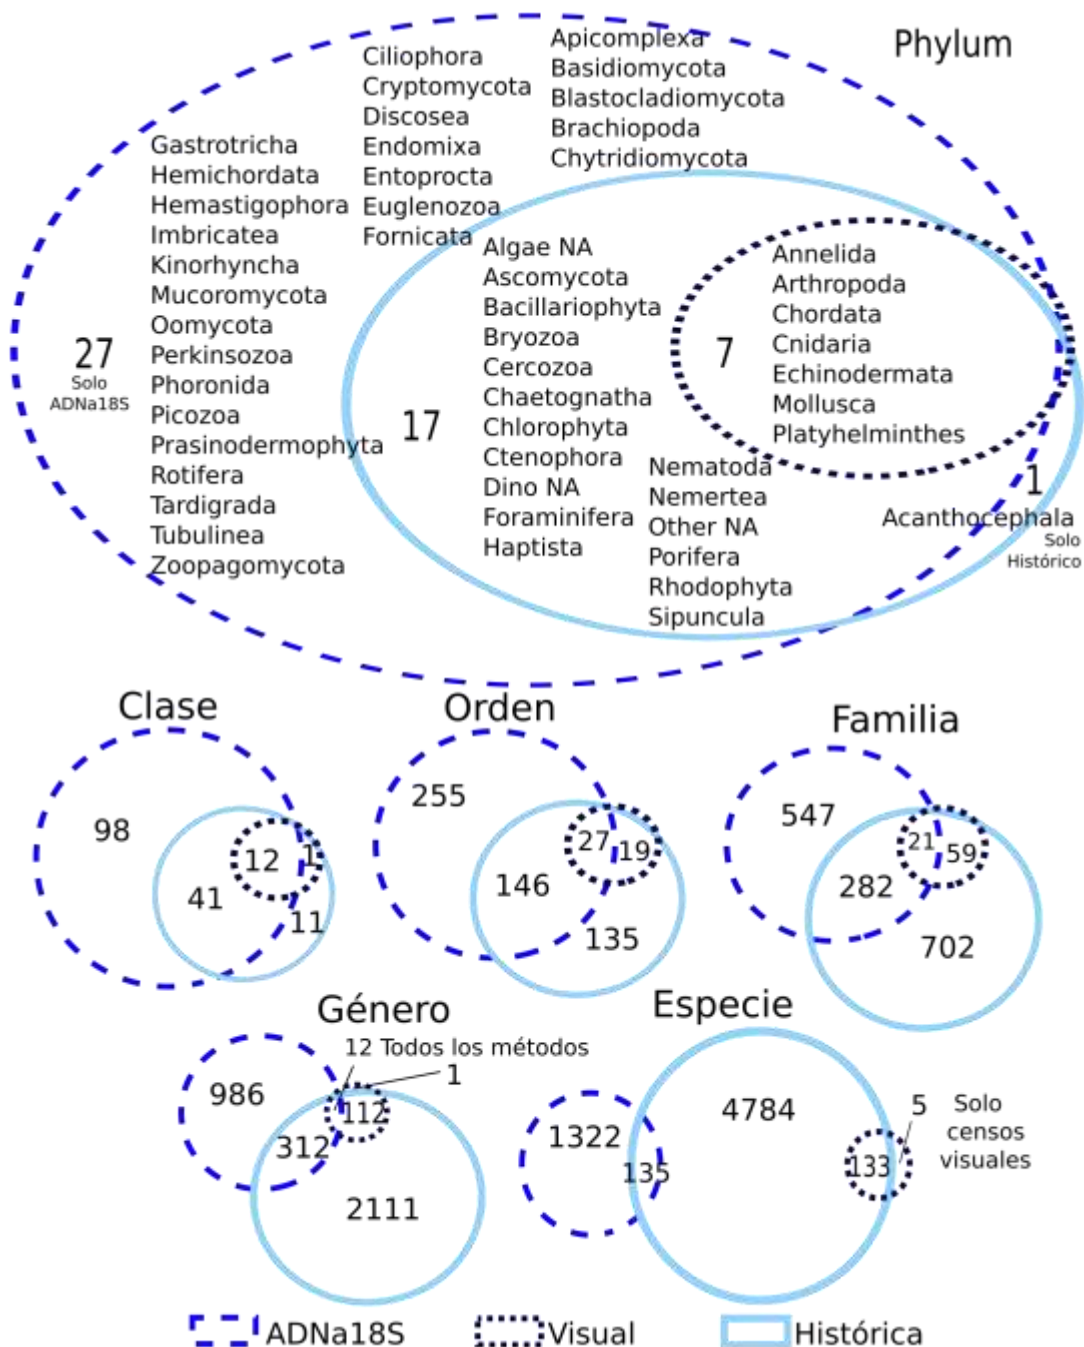 Phylum
Apicomplexa
Basidiomycota
Blastocladiomycota
Brachiopoda
Chytridiomycota
Ciliophora
Cryptomycota
Discosea
Endomixa
Entoprocta
Euglenozoa
Fornicata
Gastrotricha
Hemichordata
Hemastigophora
Imbricatea
Kinorhyncha
Mucoromycota
Oomycota
Perkinsozoa
Phoronida
Picozoa
Prasinodermophyta
Rotifera
Tardigrada
Tubulinea
Zoopagomycota
27
Solo
ADNa18S
17
Algae NA
Ascomycota
Bacillariophyta
Bryozoa
Cercozoa
Chaetognatha
Chlorophyta
Ctenophora
Dino NA
Foraminifera
Haptista
Nematoda
Nemertea
Other NA
Porifera
Rhodophyta
Sipuncula
7
Annelida
Arthropoda
Chordata
Cnidaria
Echinodermata
Mollusca
Platyhelminthes
1
Acanthocephala
Solo
Histórico
Clase
98
12
1
41
11
Orden
255
27
19
146
135
Familia
547
21
59
282
702
Género
12 Todos los métodos
1
986
112
312
2111
Especie
4784
1322
135
133
5 Solo
censos
visuales
ADNa18S
Visual
Histórica